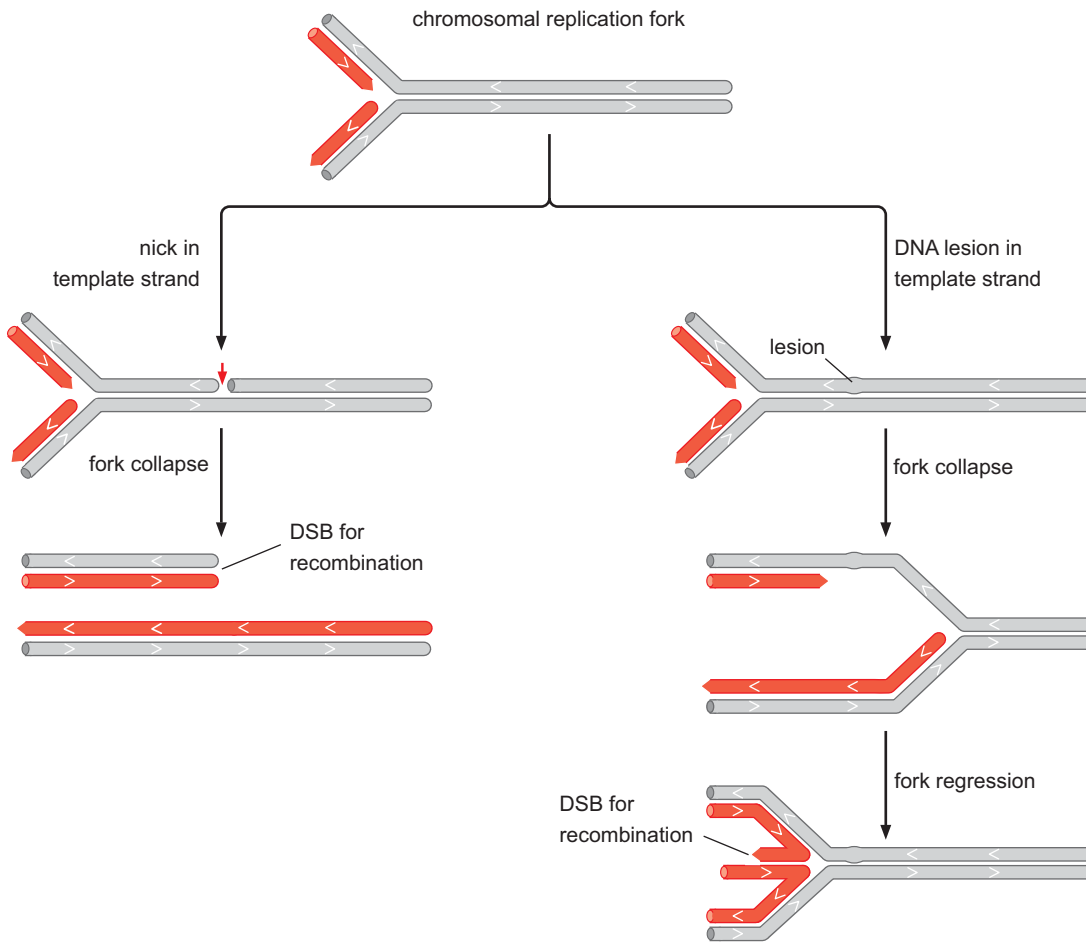 chromosomal replication fork
nick in
template strand
DNA lesion in
template strand
lesion
fork collapse
fork collapse
DSB for
recombination
fork regression
DSB for
recombination